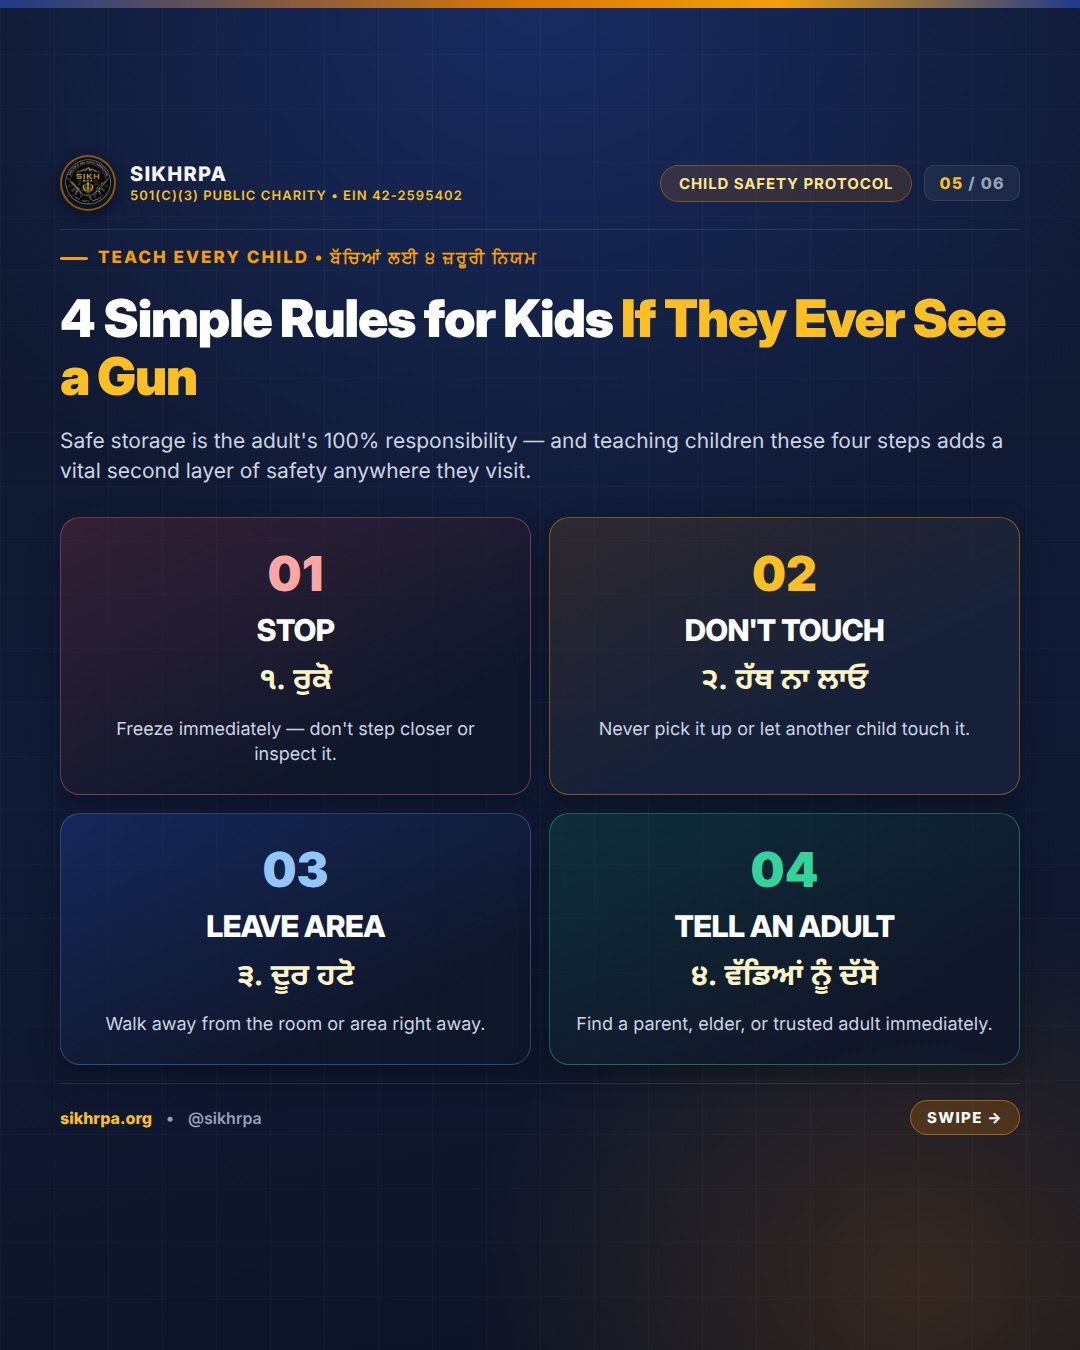 SIKH
SIKHRPA
501(C)(3) PUBLIC CHARITY • EIN 42-2595402
CHILD SAFETY PROTOCOL
05 / 06
TEACH EVERY CHILD • ਬੱਚਿਆਂ ਲਈ ੪ ਜ਼ਰੂਰੀ ਨਿਯਮ
4 Simple Rules for Kids If They Ever See
a Gun
Safe storage is the adult's 100% responsibility — and teaching children these four steps adds a
vital second layer of safety anywhere they visit.
01
STOP
੧. ਰੁਕੋ
Freeze immediately — don't step closer or
inspect it.
02
DON'T TOUCH
੨. ਹੱਥ ਨਾ ਲਾਓ
Never pick it up or let another child touch it.
03
LEAVE AREA
੩. ਦੂਰ ਹਟੋ
Walk away from the room or area right away.
04
TELL AN ADULT
੪. ਵੱਡਿਆਂ ਨੂੰ ਦੱਸੋ
Find a parent, elder, or trusted adult immediately.
sikhrpa.org • @sikhrpa
SWIPE →